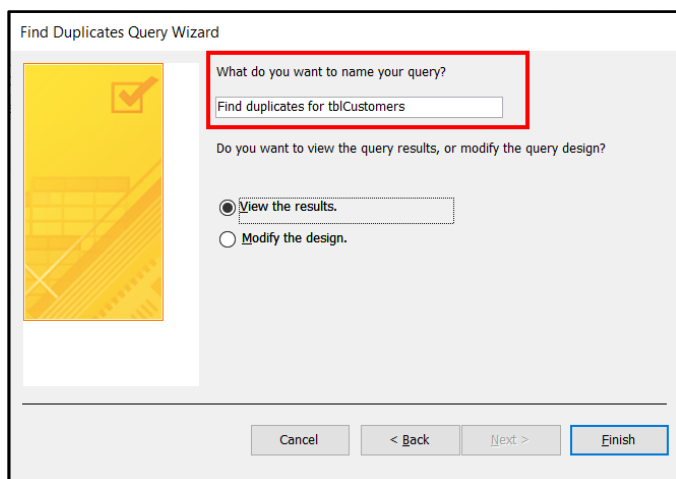 Find Duplicates Query Wizard
What do you want to name your query?
Find duplicates for tblCustomers
Do you want to view the query results, or modify the query design?
View the results.
Modify the design.
Cancel
< Back
Next >
Finish